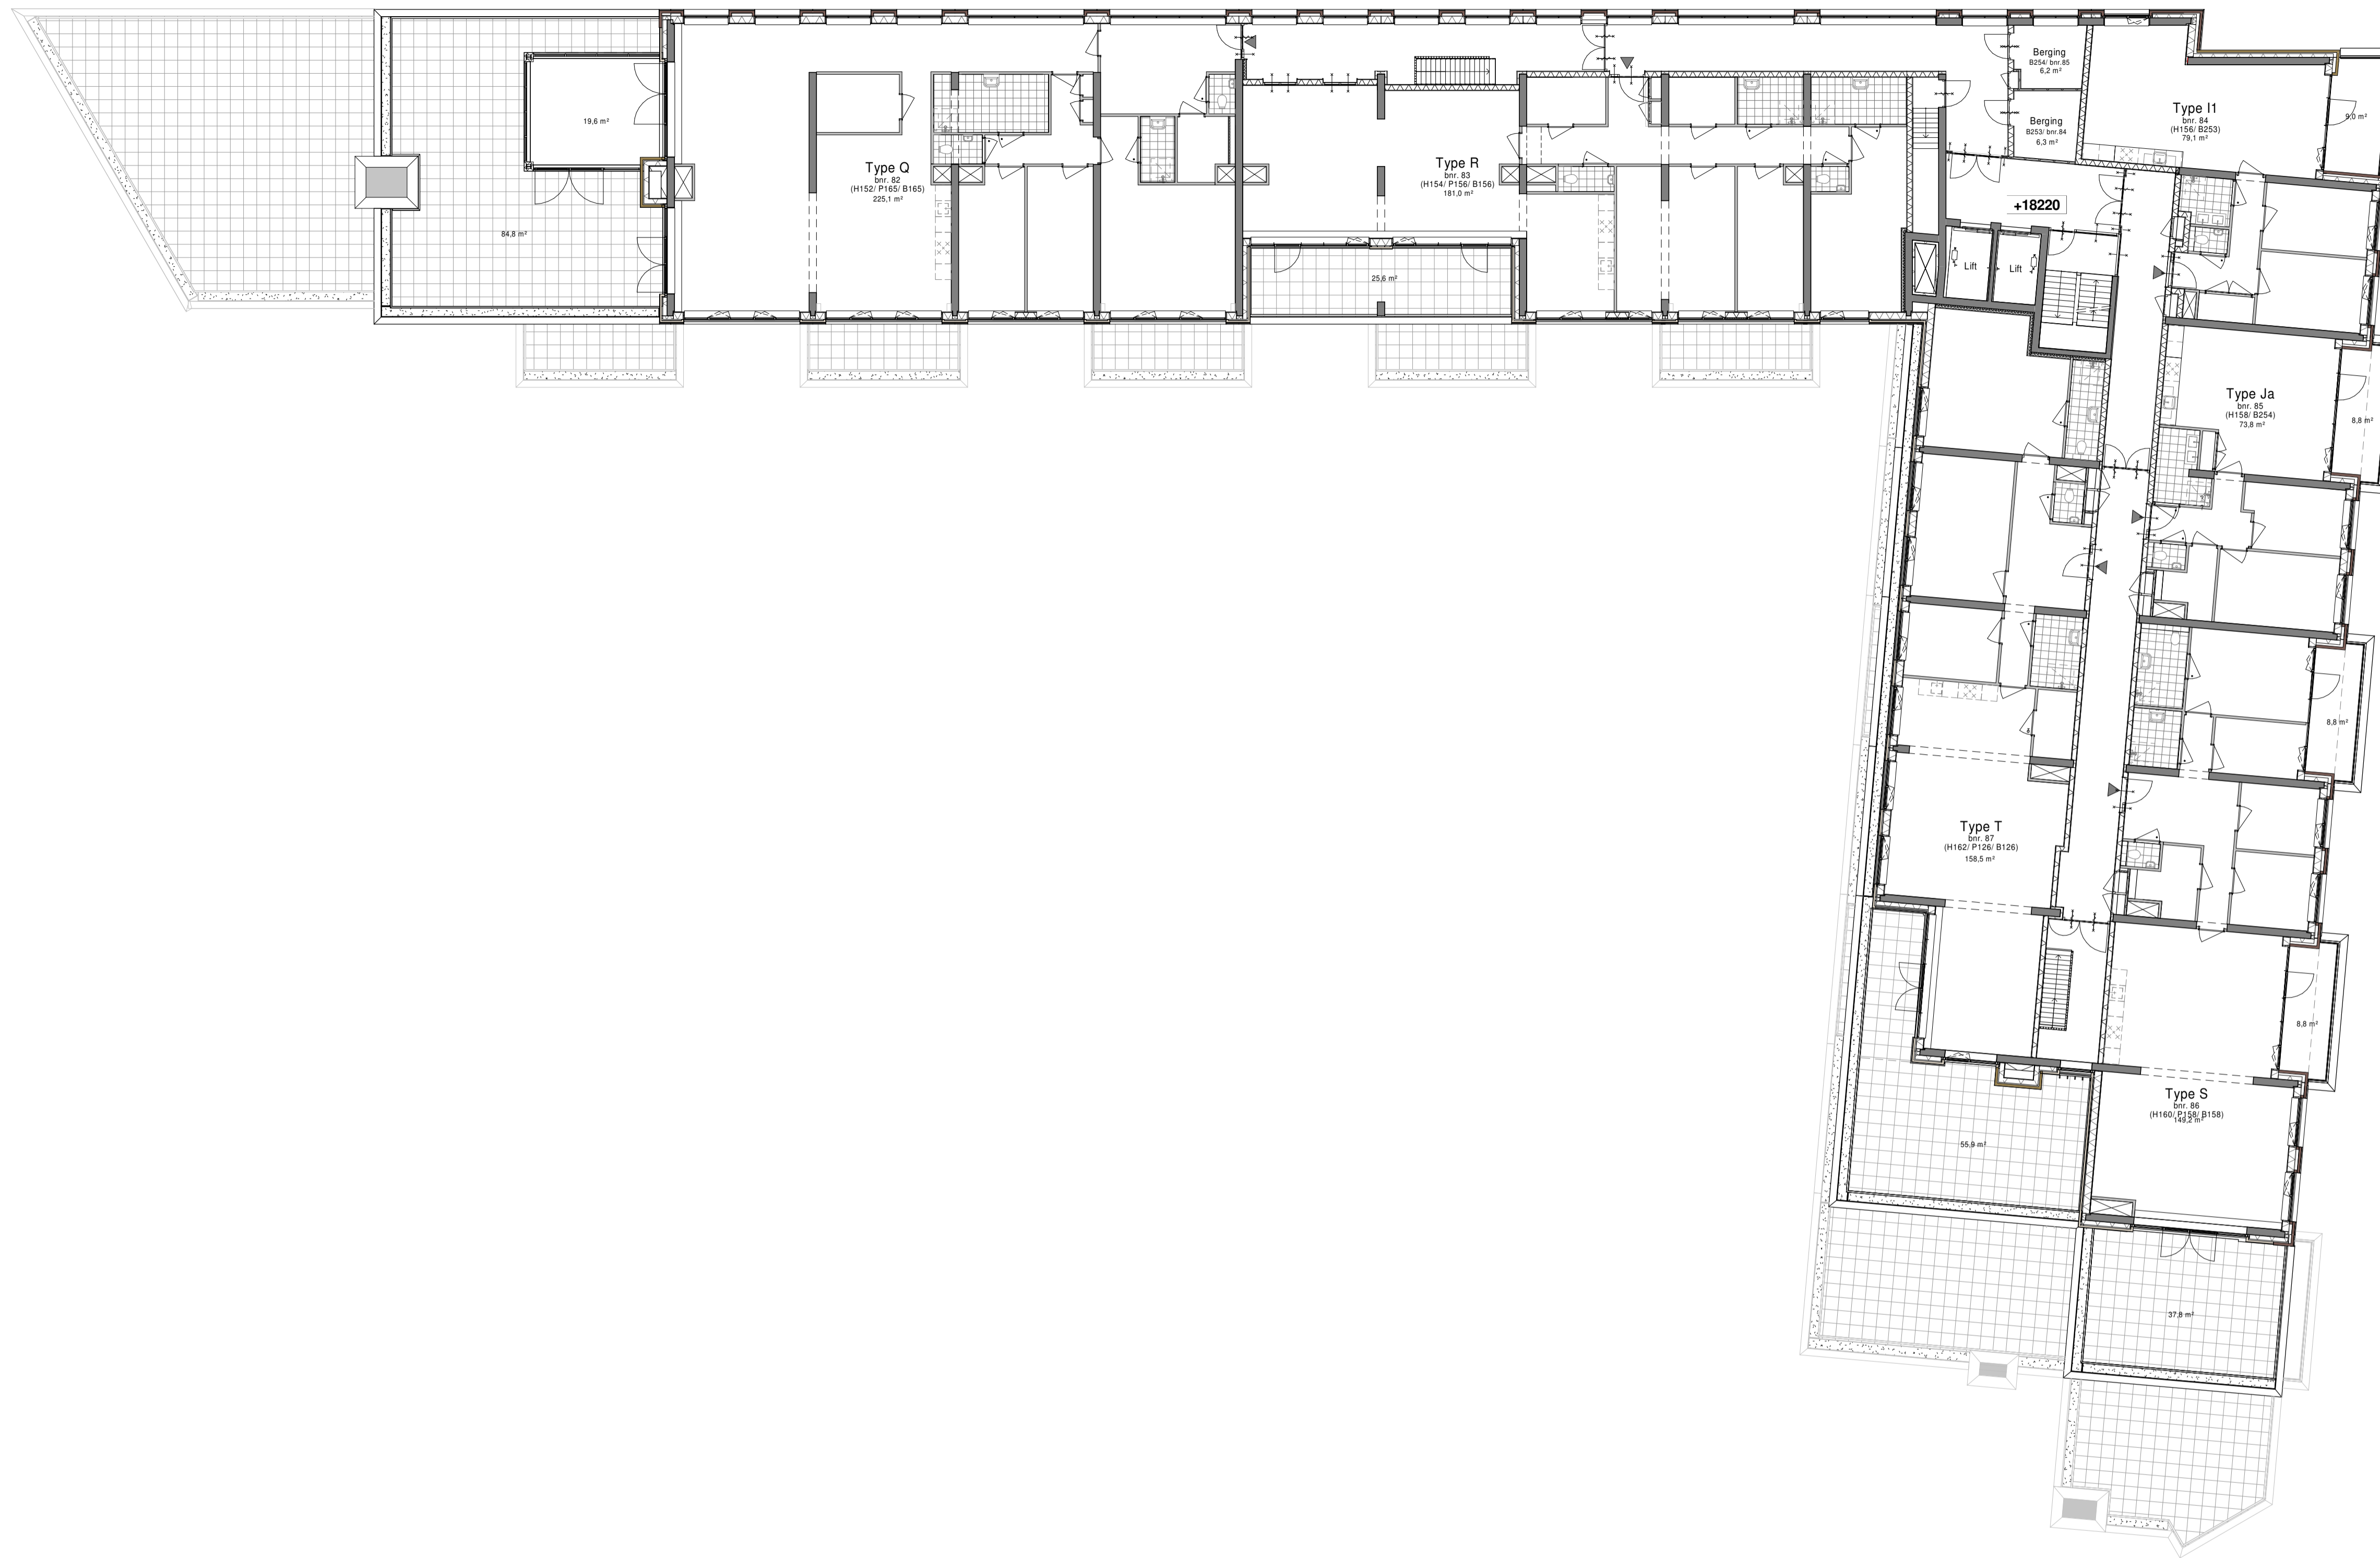 19,6 m²
84,8 m²
Type Q
bnr. 82
(H152/ P165/ B165)
225,1 m²
25,6 m²
Type R
bnr. 83
(H154/ P156/ B156)
181,0 m²
Berging
B254/ bnr.85
6,2 m²
Berging
B253/ bnr.84
6,3 m²
Type I1
bnr. 84
(H156/ B253)
79,1 m²
9,0 m²
+18220
Lift
Lift
Type Ja
bnr. 85
(H158/ B254)
73,8 m²
8,8 m²
8,8 m²
Type T
bnr. 87
(H162/ P126/ B126)
158,5 m²
8,8 m²
Type S
bnr. 86
(H160/ P158/ B158)
149,2 m²
55,9 m²
37,8 m²